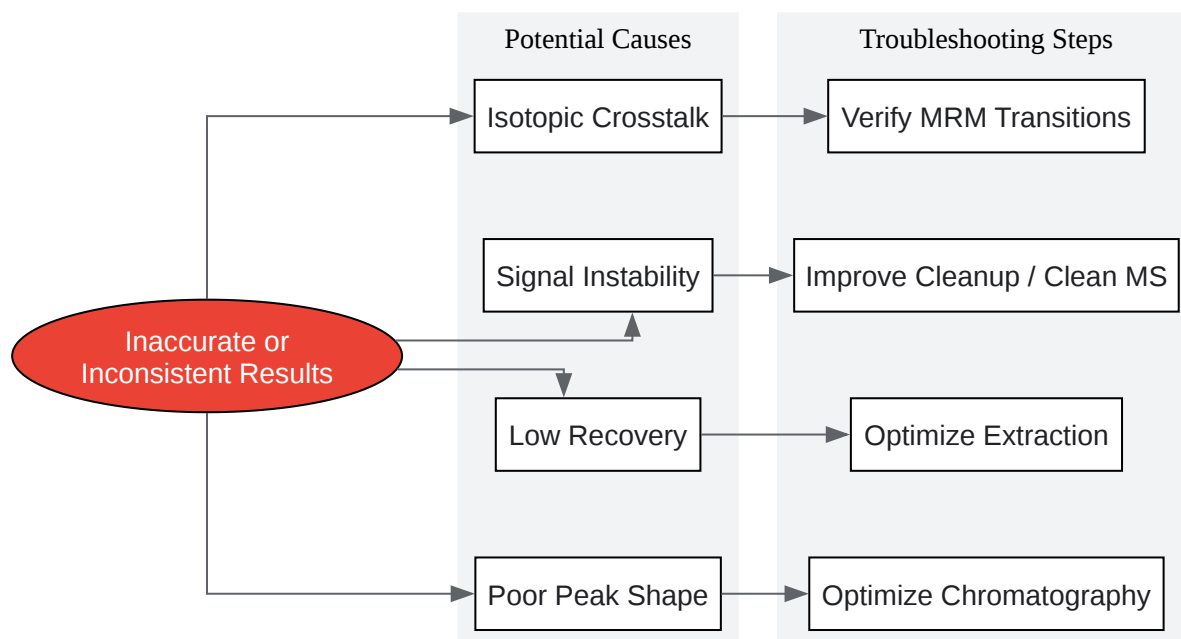 Potential Causes
Troubleshooting Steps
Isotopic Crosstalk
Verify MRM Transitions
Signal Instability
Improve Cleanup / Clean MS
Inaccurate or
Inconsistent Results
Low Recovery
Optimize Extraction
Poor Peak Shape
Optimize Chromatography